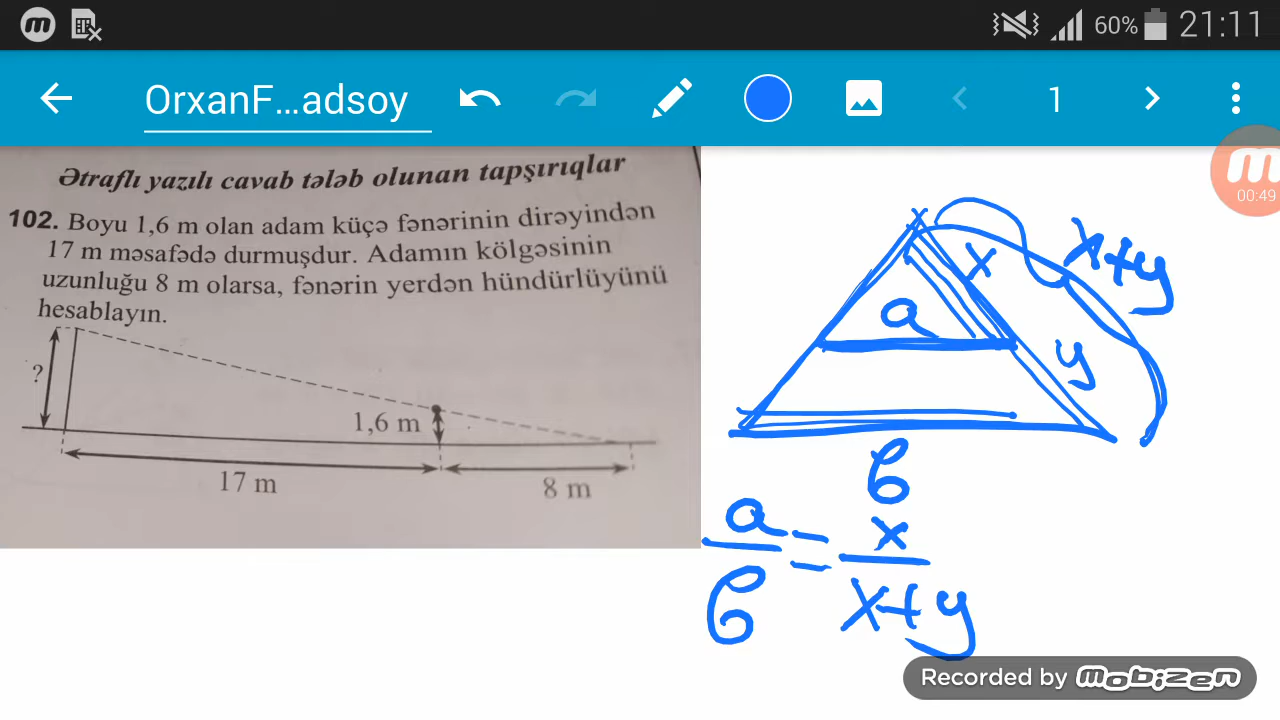 60% 21:11
OrxanF...adsoy 1
00:49
Ətraflı yazılı cavab tələb olunan tapşırıqlar
102. Boyu 1,6 m olan adam küçə fənərinin dirəyindən
17 m məsafədə durmuşdur. Adamın kölgəsinin
uzunluğu 8 m olarsa, fənərin yerdən hündürlüyünü
hesablayın.
?
1,6 m
17 m
8 m
x
x+y
a
y
б
a/б = x/x+y
Recorded by mobizen